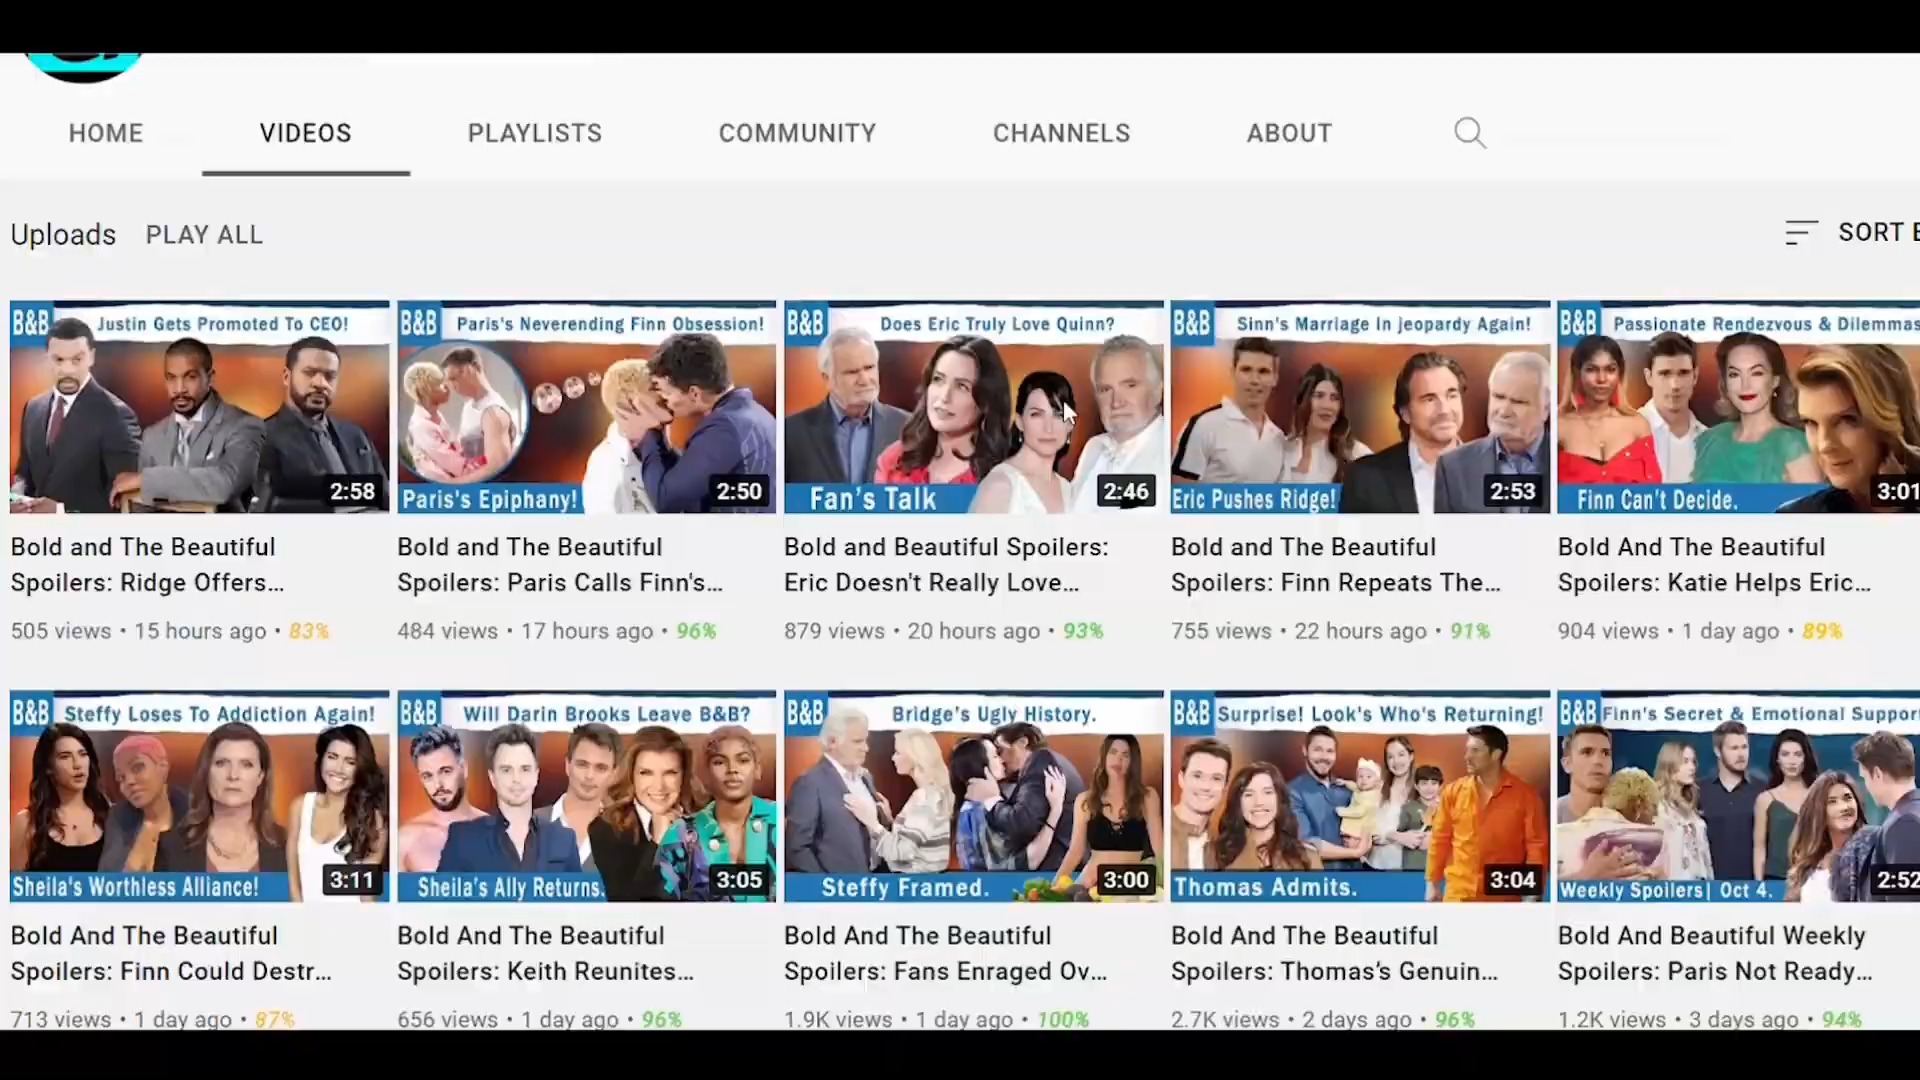 HOME VIDEOS PLAYLISTS COMMUNITY CHANNELS ABOUT
Uploads PLAY ALL
SORT B
B&B Justin Gets Promoted To CEO!
2:58
Bold and The Beautiful
Spoilers: Ridge Offers...
505 views • 15 hours ago • 83%
B&B Paris's Neverending Finn Obsession!
Paris's Epiphany!
2:50
Bold and The Beautiful
Spoilers: Paris Calls Finn's...
484 views • 17 hours ago • 96%
B&B Does Eric Truly Love Quinn?
Fan's Talk
2:46
Bold and Beautiful Spoilers:
Eric Doesn't Really Love...
879 views • 20 hours ago • 93%
B&B Sinn's Marriage In Jeopardy Again!
Eric Pushes Ridge!
2:53
Bold and The Beautiful
Spoilers: Finn Repeats The...
755 views • 22 hours ago • 91%
B&B Passionate Rendezvous & Dilemmas
Finn Can't Decide.
3:01
Bold And The Beautiful
Spoilers: Katie Helps Eric...
904 views • 1 day ago • 89%
B&B Steffy Loses To Addiction Again!
Sheila's Worthless Alliance!
3:11
Bold And The Beautiful
Spoilers: Finn Could Destr...
713 views • 1 day ago • 87%
B&B Will Darin Brooks Leave B&B?
Sheila's Ally Returns.
3:05
Bold And The Beautiful
Spoilers: Keith Reunites...
656 views • 1 day ago • 96%
B&B Bridge's Ugly History.
Steffy Framed.
3:00
Bold And The Beautiful
Spoilers: Fans Enraged Ov...
1.9K views • 1 day ago • 100%
B&B Surprise! Look's Who's Returning!
Thomas Admits.
3:04
Bold And The Beautiful
Spoilers: Thomas's Genuin...
2.7K views • 2 days ago • 96%
B&B Finn's Secret & Emotional Support
Weekly Spoilers| Oct 4.
2:52
Bold And Beautiful Weekly
Spoilers: Paris Not Ready...
1.2K views • 3 days ago • 94%